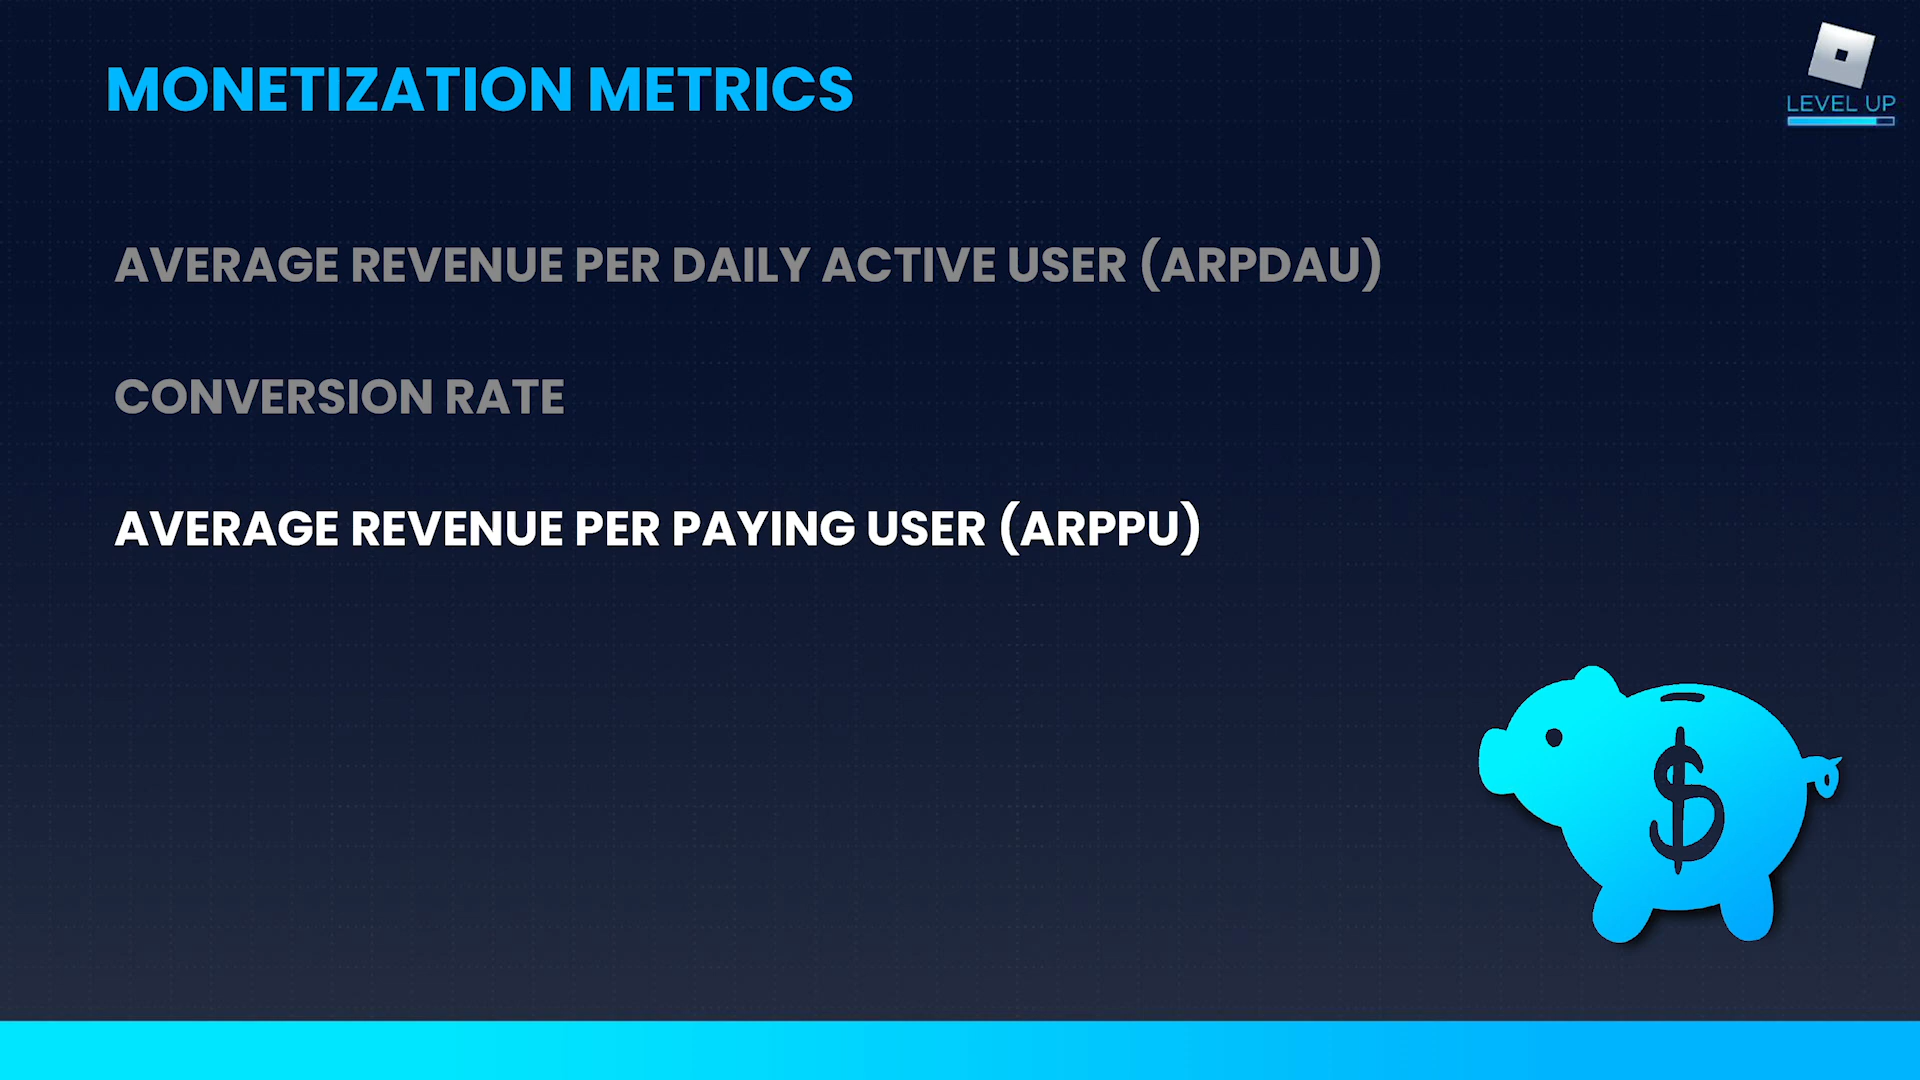 MONETIZATION METRICS
LEVEL UP
AVERAGE REVENUE PER DAILY ACTIVE USER (ARPDAU)
CONVERSION RATE
AVERAGE REVENUE PER PAYING USER (ARPPU)
$